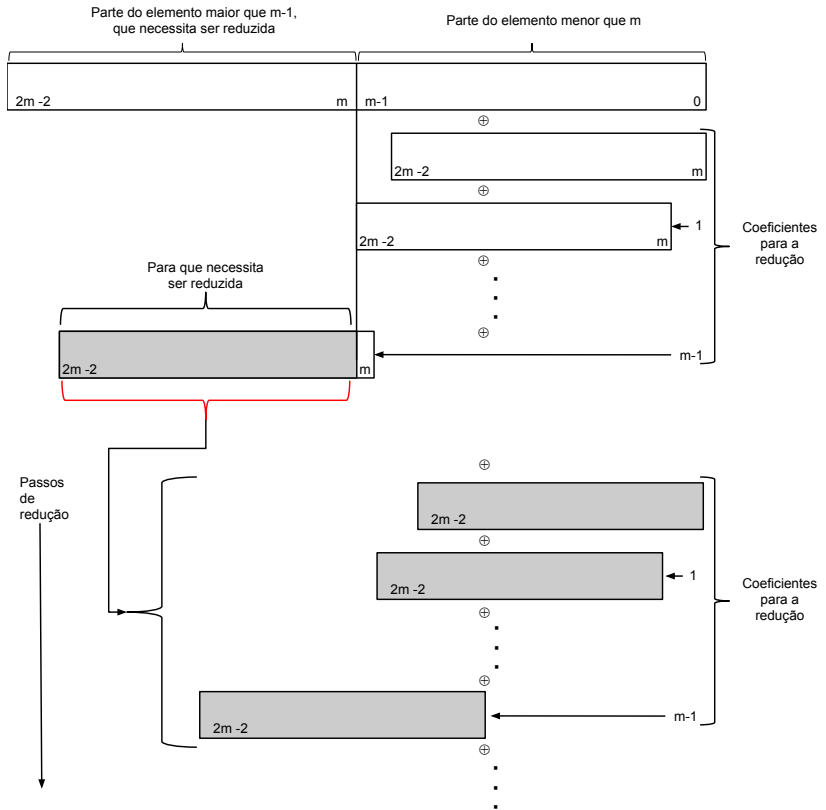 Parte do elemento maior que m-1,
que necessita ser reduzida
Parte do elemento menor que m
2m -2 m m-1 0
⊕
2m -2 m
⊕
1
2m -2 m
Coeficientes
para a
redução
⊕
Para que necessita
ser reduzida
⊕
m-1
2m -2 m
⊕
Passos
de
redução
2m -2
⊕
1
2m -2
Coeficientes
para a
redução
⊕
⊕
m-1
2m -2
⊕